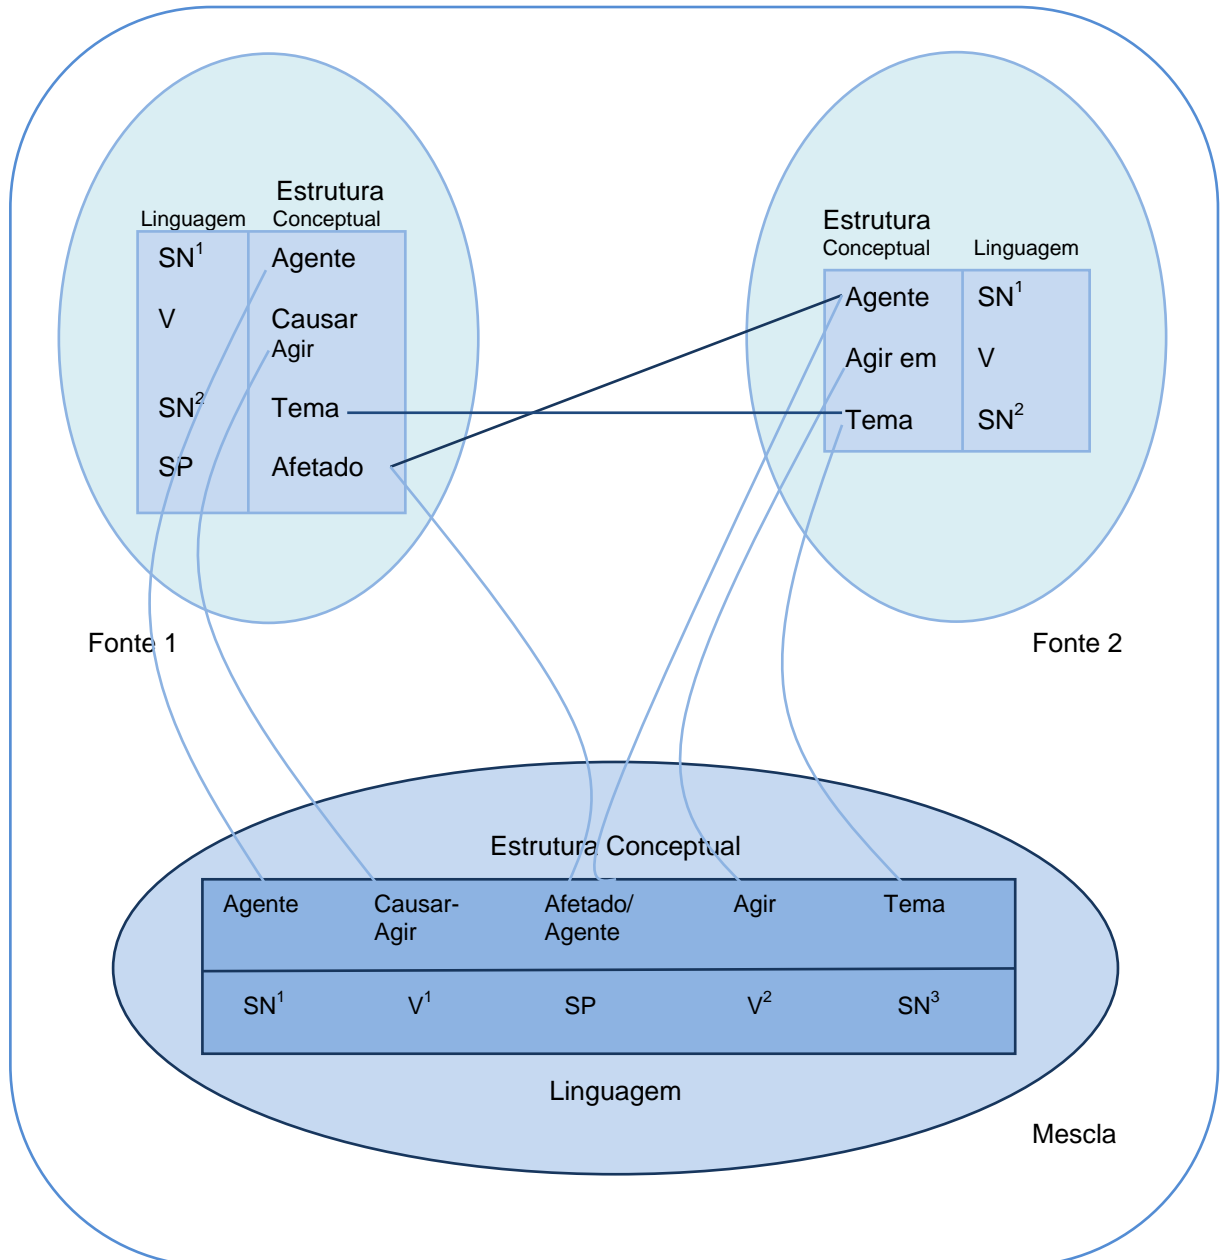 Estrutura
Linguagem Conceptual
SN¹ Agente
V Causar
Agir
SN² Tema
SP Afetado
Fonte 1
Estrutura
Conceptual Linguagem
Agente SN¹
Agir em V
Tema SN²
Fonte 2
Estrutura Conceptual
Agente Causar- Afetado/ Agir Tema
Agir Agente
SN¹ V¹ SP V² SN³
Linguagem
Mescla